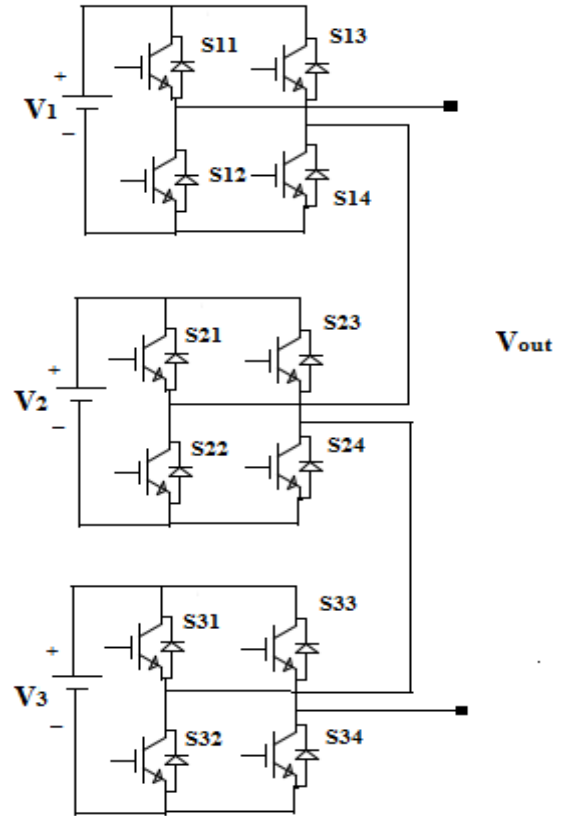 S11
S13
+
V1
−
S12
S14
S21
S23
+
V2
−
Vout
S22
S24
S31
S33
+
V3
−
S32
S34